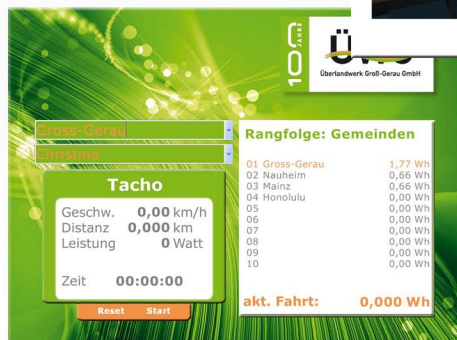 100
JAHRE
Überlandwerk Groß-Gerau GmbH
Gross-Gerau
Christina
Tacho
Geschw. 0,00 km/h
Distanz 0,000 km
Leistung 0 Watt
Zeit 00:00:00
Reset Start
Rangfolge: Gemeinden
01 Gross-Gerau 1,77 Wh
02 Nauheim 0,66 Wh
03 Mainz 0,66 Wh
04 Honolulu 0,00 Wh
05 0,00 Wh
06 0,00 Wh
07 0,00 Wh
08 0,00 Wh
09 0,00 Wh
10 0,00 Wh
akt. Fahrt: 0,000 Wh